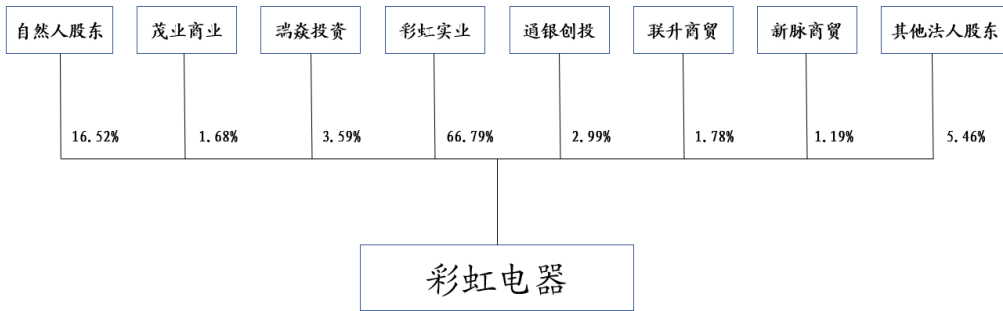 自然人股东
茂业商业
瑞焱投资
彩虹实业
通银创投
联升商贸
新脉商贸
其他法人股东
16.52%
1.68%
3.59%
66.79%
2.99%
1.78%
1.19%
5.46%
彩虹电器